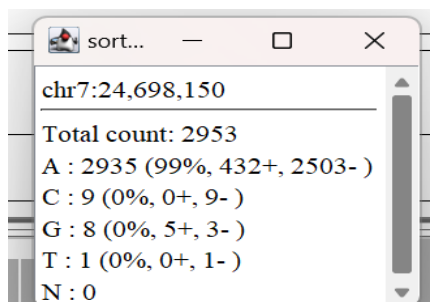 sort...
chr7:24,698,150
Total count: 2953
A : 2935 (99%, 432+, 2503- )
C : 9 (0%, 0+, 9- )
G : 8 (0%, 5+, 3- )
T : 1 (0%, 0+, 1- )
N : 0